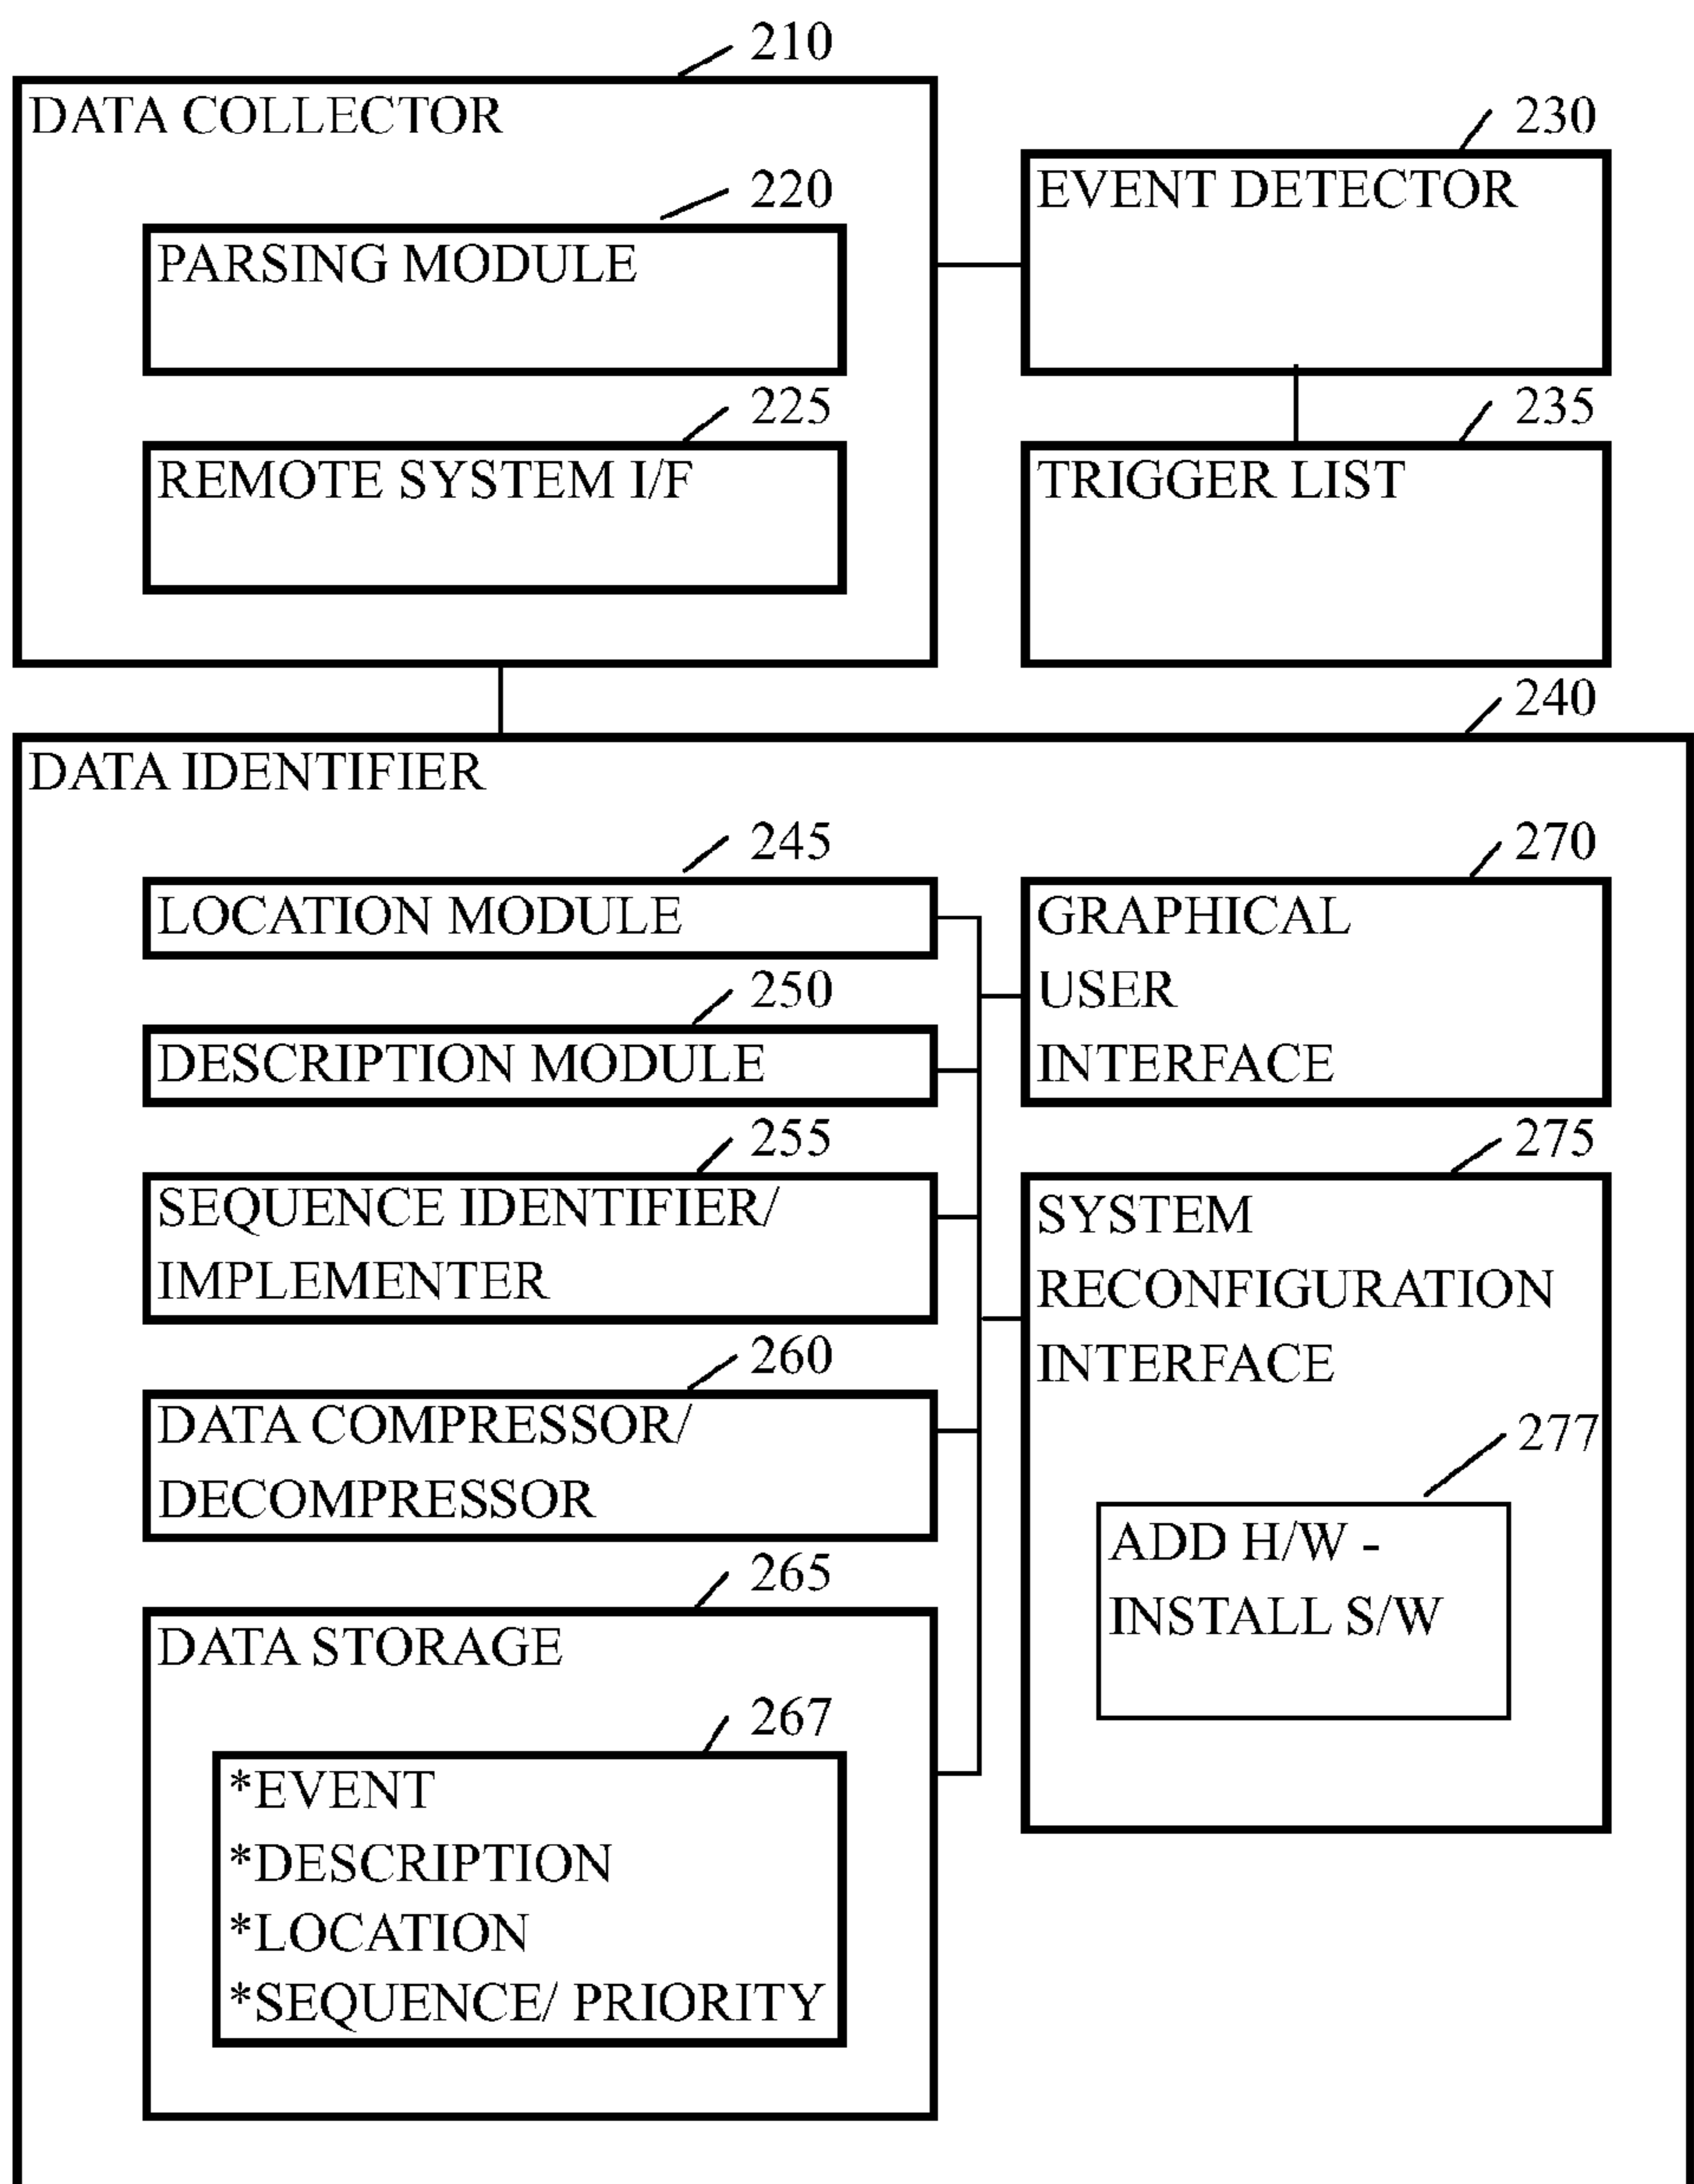 210
DATA COLLECTOR
220
PARSING MODULE
225
REMOTE SYSTEM I/F
230
EVENT DETECTOR
235
TRIGGER LIST
240
DATA IDENTIFIER
245
LOCATION MODULE
250
DESCRIPTION MODULE
255
SEQUENCE IDENTIFIER/
IMPLEMENTER
260
DATA COMPRESSOR/
DECOMPRESSOR
265
DATA STORAGE
267
*EVENT
*DESCRIPTION
*LOCATION
*SEQUENCE/ PRIORITY
270
GRAPHICAL
USER
INTERFACE
275
SYSTEM
RECONFIGURATION
INTERFACE
277
ADD H/W -
INSTALL S/W